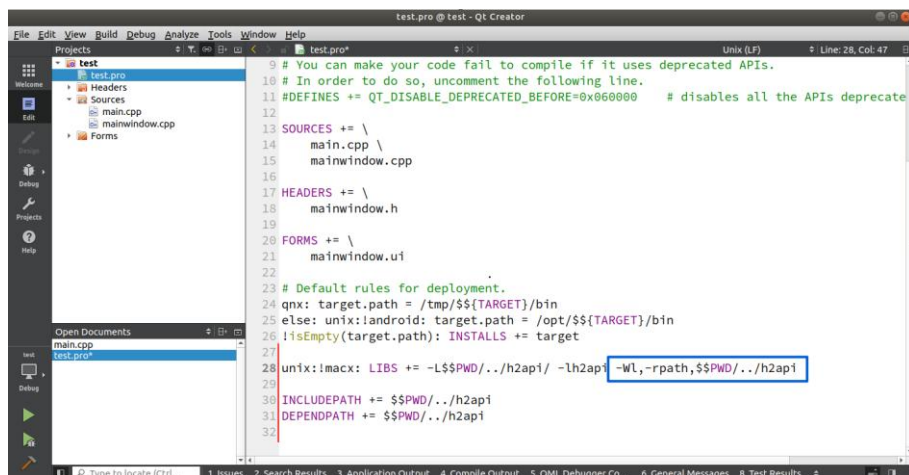 test.pro @ test - Qt Creator
File Edit View Build Debug Analyze Tools Window Help
Projects
test.pro*
Unix (LF)
Line: 28, Col: 47
test
test.pro
Headers
Sources
main.cpp
mainwindow.cpp
Forms
Welcome
Edit
Design
Debug
Projects
Help
9 # You can make your code fail to compile if it uses deprecated APIs.
10 # In order to do so, uncomment the following line.
11 #DEFINES += QT_DISABLE_DEPRECATED_BEFORE=0x060000    # disables all the APIs deprecate
12
13 SOURCES += \
14     main.cpp \
15     mainwindow.cpp
16
17 HEADERS += \
18     mainwindow.h
19
20 FORMS += \
21     mainwindow.ui
22
23 # Default rules for deployment.
24 qnx: target.path = /tmp/$${TARGET}/bin
25 else: unix:!android: target.path = /opt/$${TARGET}/bin
26 !isEmpty(target.path): INSTALLS += target
27
28 unix:!macx: LIBS += -L$$PWD/../h2api/ -lh2api -Wl,-rpath,$$PWD/../h2api
29
30 INCLUDEPATH += $$PWD/../h2api
31 DEPENDPATH += $$PWD/../h2api
32
Open Documents
main.cpp
test.pro*
test
Debug
Type to locate (Ctrl
1 Issues 2 Search Results 3 Application Output 4 Compile Output 5 QML Debugger Co 6 General Messages 8 Test Results